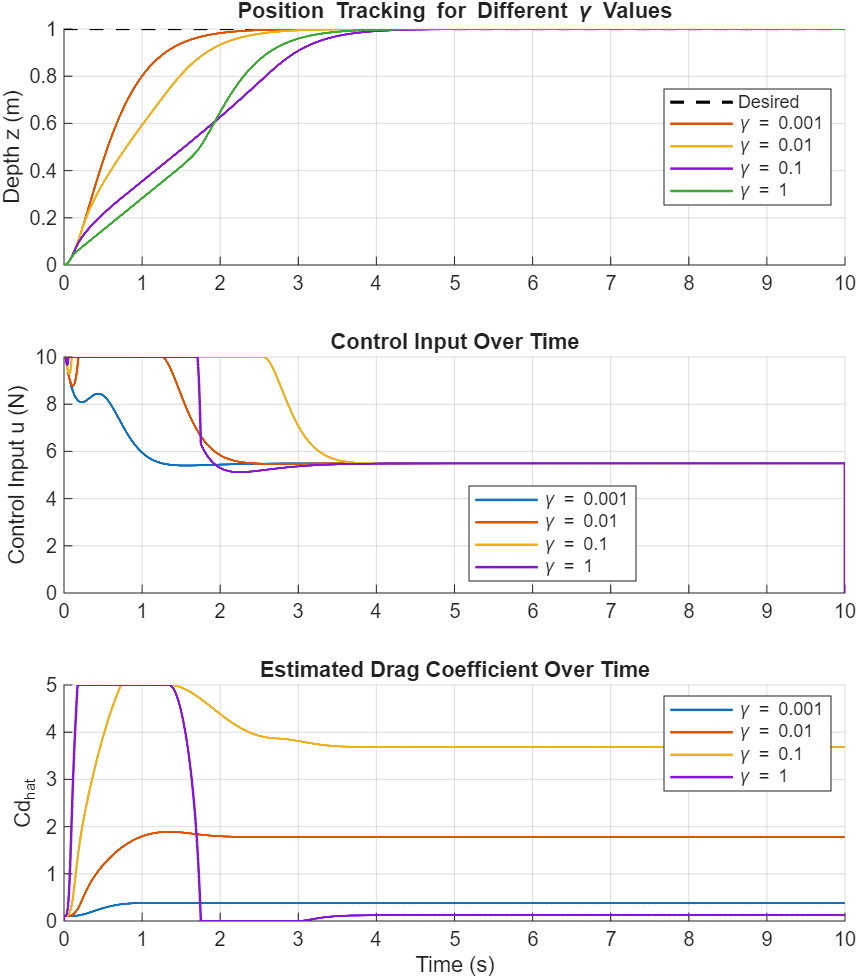 Position Tracking for Different γ Values
1
0.8
0.6
0.4
0.2
0
Depth z (m)
Desired
γ = 0.001
γ = 0.01
γ = 0.1
γ = 1
0 1 2 3 4 5 6 7 8 9 10
Control Input Over Time
10
8
6
4
2
0
Control Input u (N)
γ = 0.001
γ = 0.01
γ = 0.1
γ = 1
0 1 2 3 4 5 6 7 8 9 10
Estimated Drag Coefficient Over Time
5
4
3
2
1
0
Cdhat
γ = 0.001
γ = 0.01
γ = 0.1
γ = 1
0 1 2 3 4 5 6 7 8 9 10
Time (s)